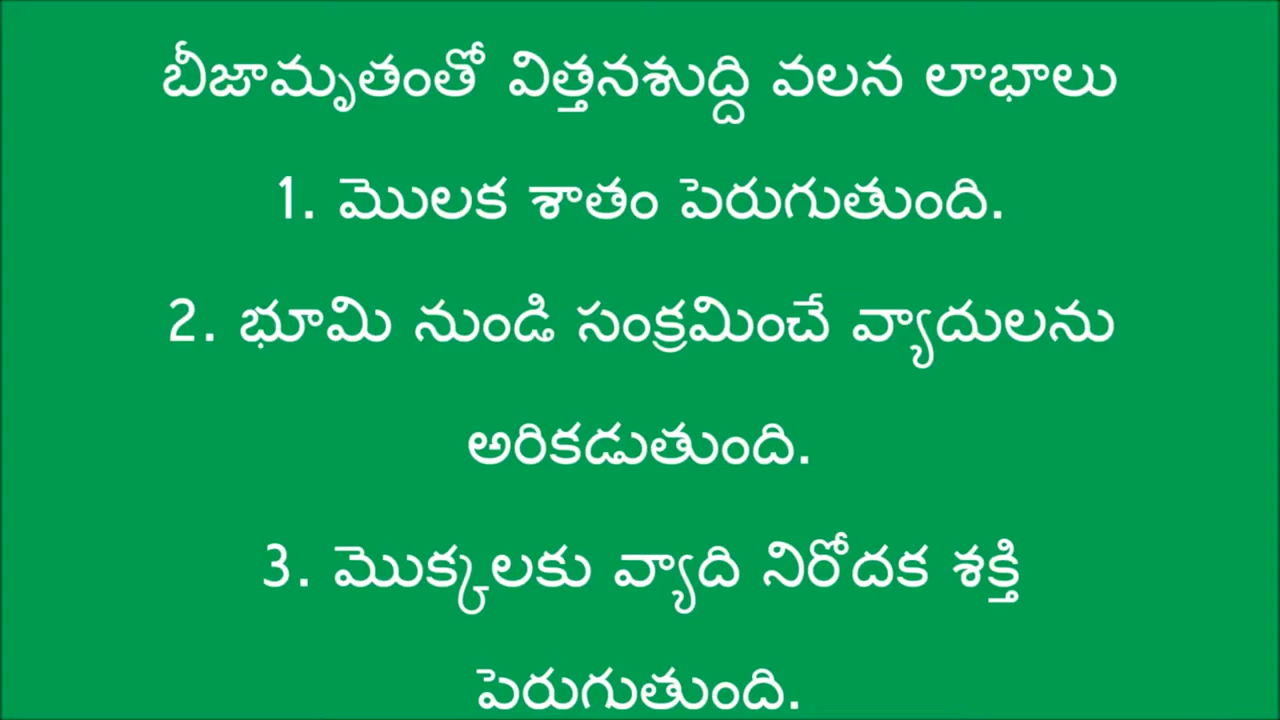 బీజామృతంతో విత్తనశుద్ది వలన లాభాలు
1. మొలక శాతం పెరుగుతుంది.
2. భూమి నుండి సంక్రమించే వ్యాదులను
అరికడుతుంది.
3. మొక్కలకు వ్యాది నిరోదక శక్తి
పెరుగుతుంది.